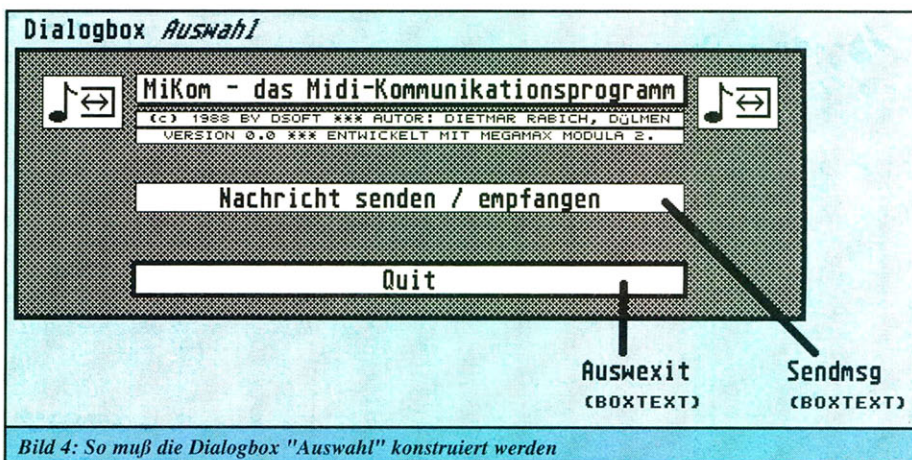 Dialogbox Auswahl
MiKom - das Midi-Kommunikationsprogramm
(c) 1988 BY DSOFT *** AUTOR: DIETMAR RABICH, DüLMEN
VERSION 0.0 *** ENTWICKELT MIT MEGAMAX MODULA 2.
Nachricht senden / empfangen
Quit
Auswexit
(BOXTEXT)
Sendmsg
(BOXTEXT)
Bild 4: So muß die Dialogbox "Auswahl" konstruiert werden